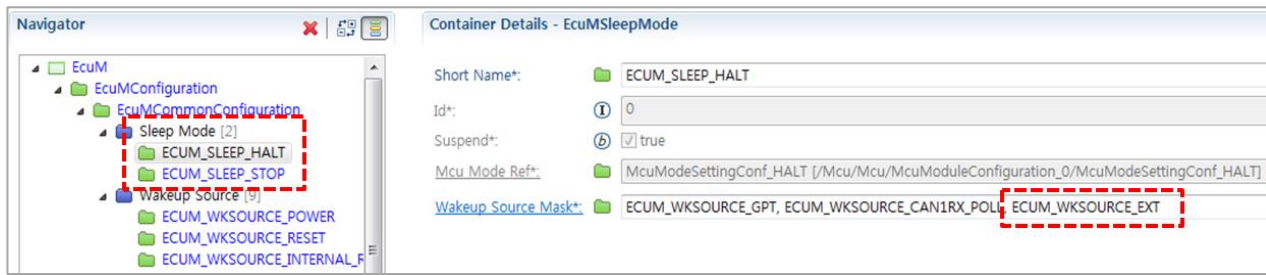 Navigator
EcuM
EcuMConfiguration
EcuMCommonConfiguration
Sleep Mode [2]
ECUM_SLEEP_HALT
ECUM_SLEEP_STOP
Wakeup Source [9]
ECUM_WKSOURCE_POWER
ECUM_WKSOURCE_RESET
ECUM_WKSOURCE_INTERNAL_R
Container Details - EcuMSleepMode
Short Name*: ECUM_SLEEP_HALT
Id*: I 0
Suspend*: b true
Mcu Mode Ref*: McuModeSettingConf_HALT [/Mcu/Mcu/McuModuleConfiguration_0/McuModeSettingConf_HALT]
Wakeup Source Mask*: ECUM_WKSOURCE_GPT, ECUM_WKSOURCE_CAN1RX_POLL, ECUM_WKSOURCE_EXT